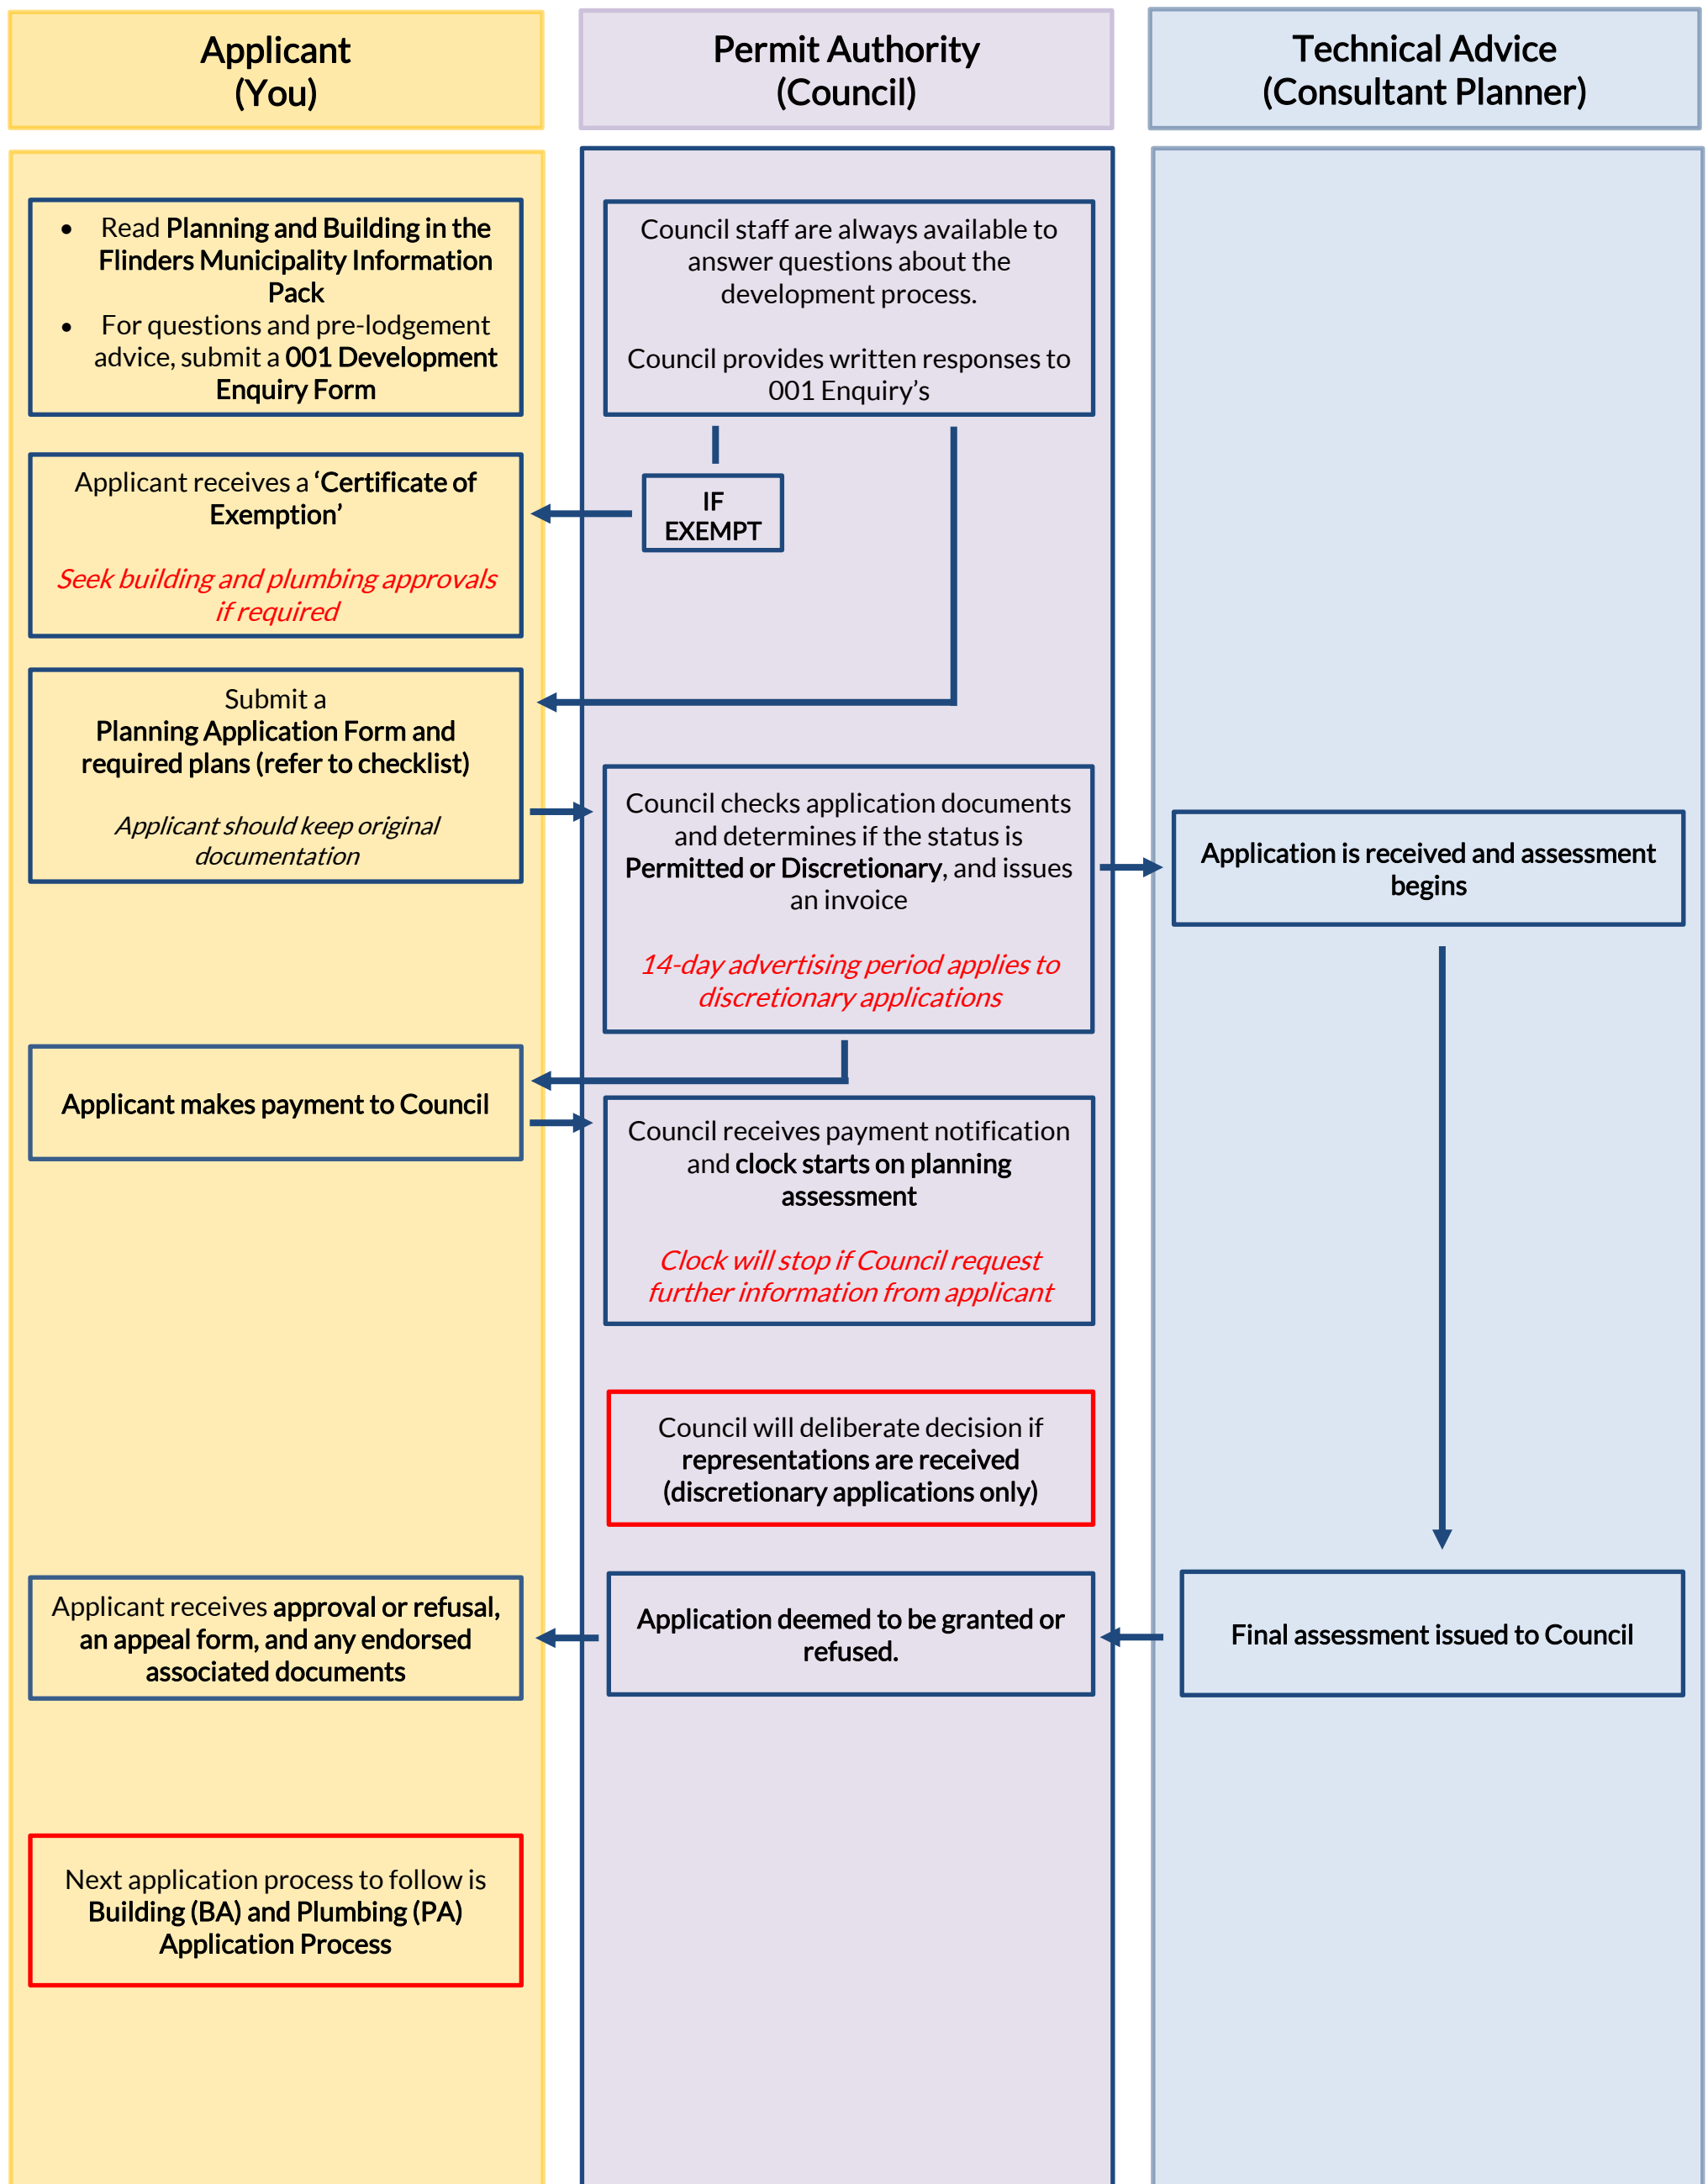 Applicant
(You)
Permit Authority
(Council)
Technical Advice
(Consultant Planner)
• Read Planning and Building in the
Flinders Municipality Information
Pack
• For questions and pre-lodgement
advice, submit a 001 Development
Enquiry Form
Council staff are always available to
answer questions about the
development process.
Council provides written responses to
001 Enquiry’s
IF
EXEMPT
Applicant receives a ‘Certificate of
Exemption’
Seek building and plumbing approvals
if required
Submit a
Planning Application Form and
required plans (refer to checklist)
Applicant should keep original
documentation
Council checks application documents
and determines if the status is
Permitted or Discretionary, and issues
an invoice
14-day advertising period applies to
discretionary applications
Application is received and assessment
begins
Applicant makes payment to Council
Council receives payment notification
and clock starts on planning
assessment
Clock will stop if Council request
further information from applicant
Council will deliberate decision if
representations are received
(discretionary applications only)
Applicant receives approval or refusal,
an appeal form, and any endorsed
associated documents
Application deemed to be granted or
refused.
Final assessment issued to Council
Next application process to follow is
Building (BA) and Plumbing (PA)
Application Process